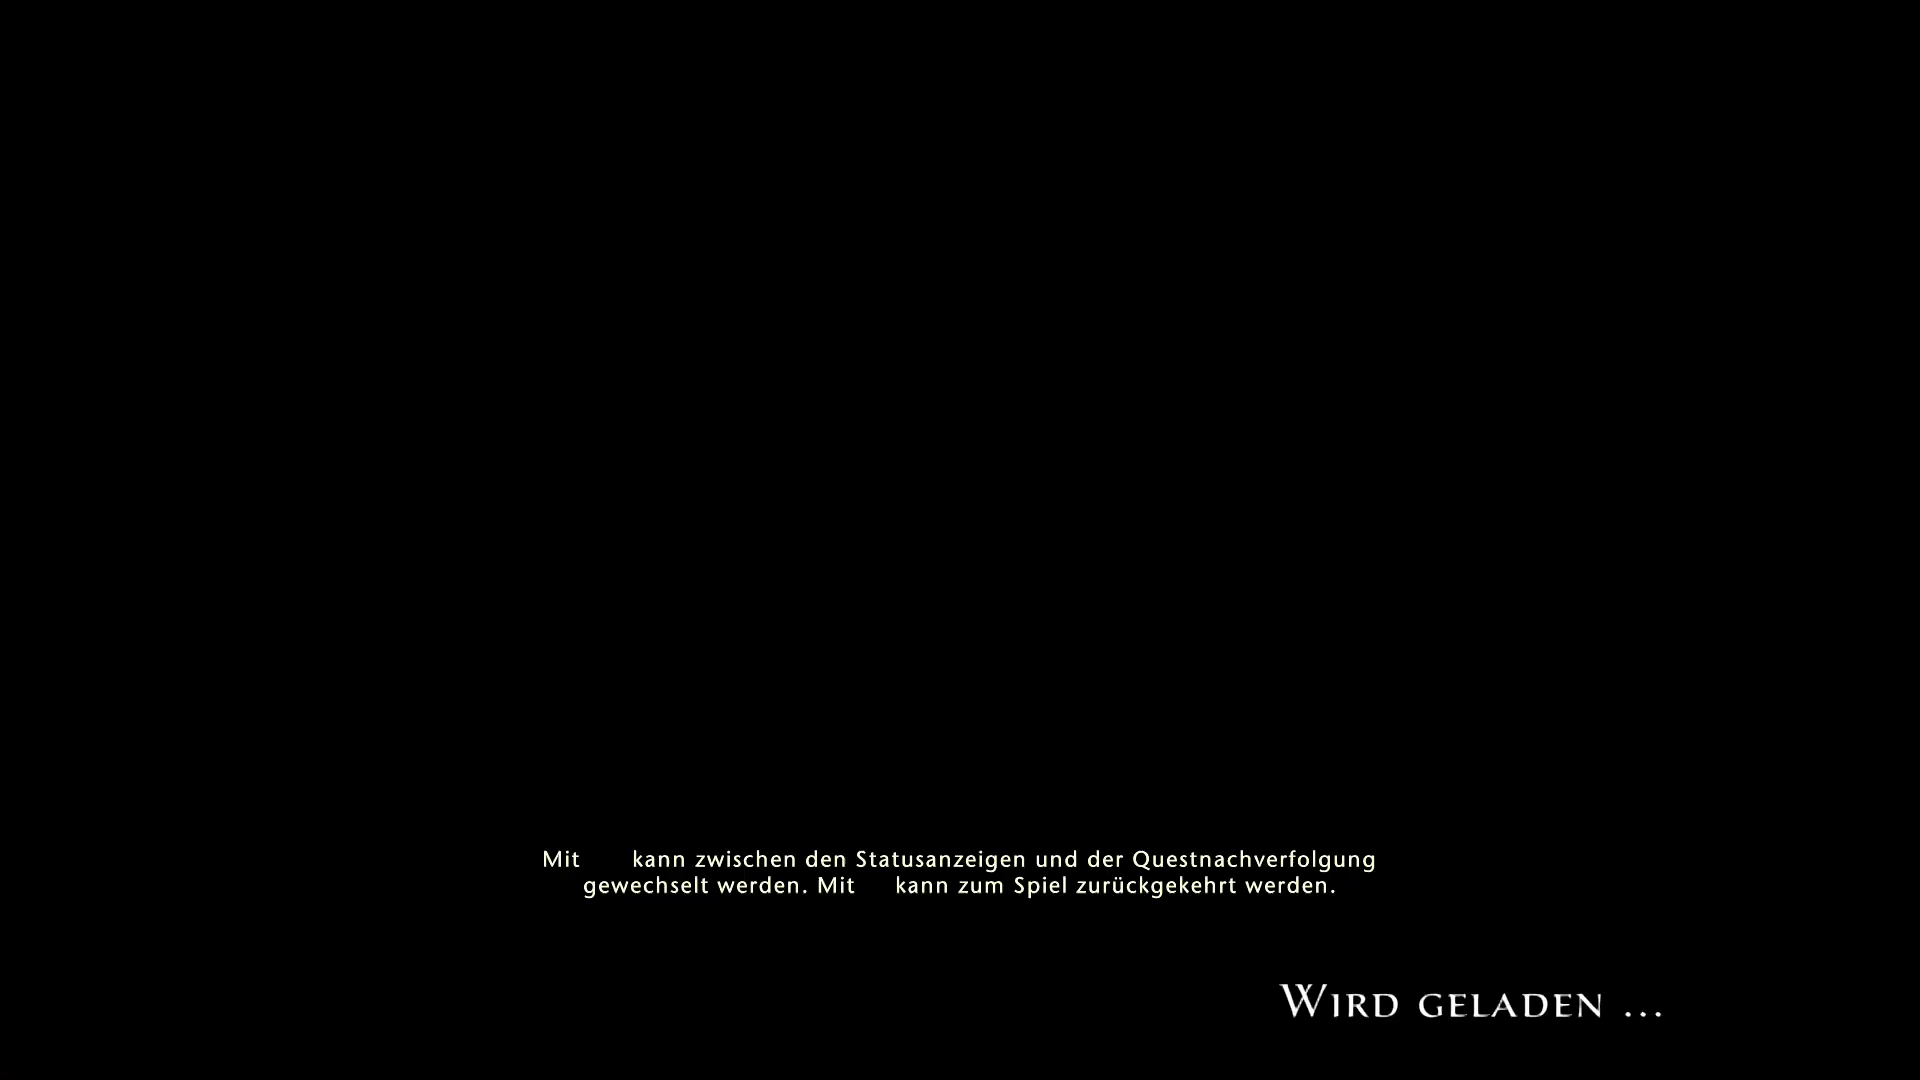 Mit kann zwischen den Statusanzeigen und der Questnachverfolgung
gewechselt werden. Mit kann zum Spiel zurückgekehrt werden.
Wird geladen ...